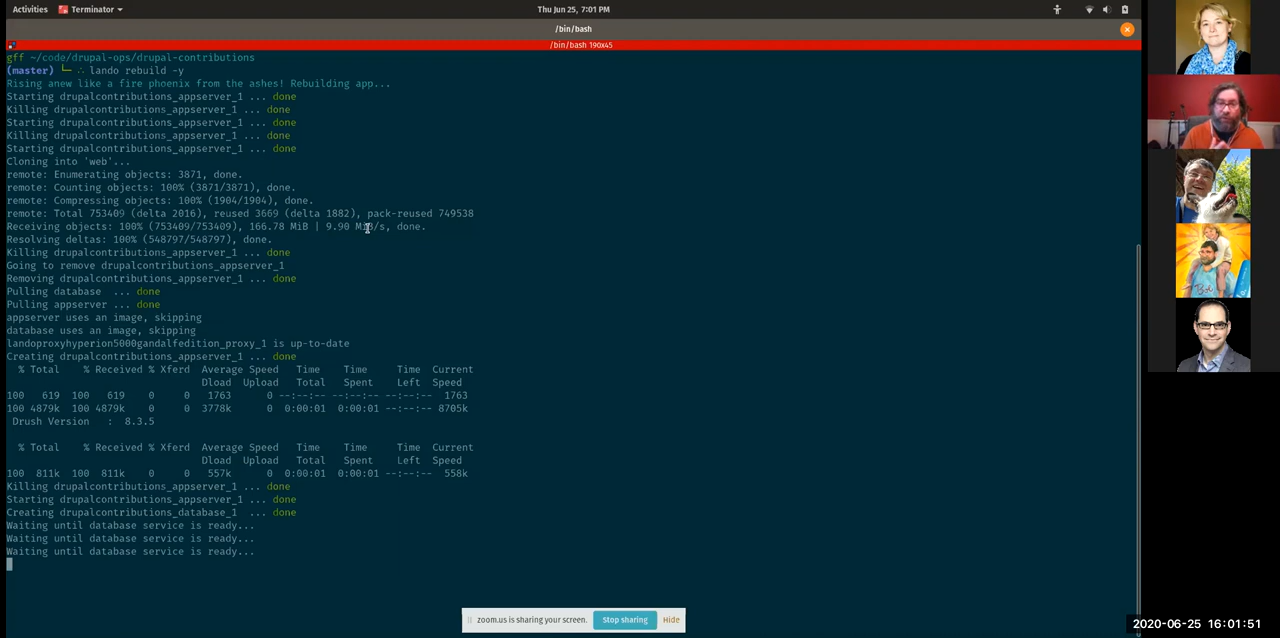 Activities Terminator Thu Jun 25, 7:01 PM
/bin/bash
/bin/bash 190x45
gff ~/code/drupal-ops/drupal-contributions
(master) └─ ∴ lando rebuild -y
Rising anew like a fire phoenix from the ashes! Rebuilding app...
Starting drupalcontributions_appserver_1 ... done
Killing drupalcontributions_appserver_1 ... done
Starting drupalcontributions_appserver_1 ... done
Killing drupalcontributions_appserver_1 ... done
Starting drupalcontributions_appserver_1 ... done
Cloning into 'web'...
remote: Enumerating objects: 3871, done.
remote: Counting objects: 100% (3871/3871), done.
remote: Compressing objects: 100% (1904/1904), done.
remote: Total 753409 (delta 2016), reused 3669 (delta 1882), pack-reused 749538
Receiving objects: 100% (753409/753409), 166.78 MiB | 9.90 MiB/s, done.
Resolving deltas: 100% (548797/548797), done.
Killing drupalcontributions_appserver_1 ... done
Going to remove drupalcontributions_appserver_1
Removing drupalcontributions_appserver_1 ... done
Pulling database ... done
Pulling appserver ... done
appserver uses an image, skipping
database uses an image, skipping
landoproxyhyperion5000gandalfedition_proxy_1 is up-to-date
Creating drupalcontributions_appserver_1 ... done
% Total % Received % Xferd Average Speed Time Time Time Current
Dload Upload Total Spent Left Speed
100 619 100 619 0 0 1763 0 --:--:-- --:--:-- --:--:-- 1763
100 4879k 100 4879k 0 0 3778k 0 0:00:01 0:00:01 --:--:-- 8705k
Drush Version : 8.3.5
% Total % Received % Xferd Average Speed Time Time Time Current
Dload Upload Total Spent Left Speed
100 811k 100 811k 0 0 557k 0 0:00:01 0:00:01 --:--:-- 558k
Killing drupalcontributions_appserver_1 ... done
Starting drupalcontributions_appserver_1 ... done
Creating drupalcontributions_database_1 ... done
Waiting until database service is ready...
Waiting until database service is ready...
Waiting until database service is ready...
zoom.us is sharing your screen. Stop sharing Hide
2020-06-25 16:01:51